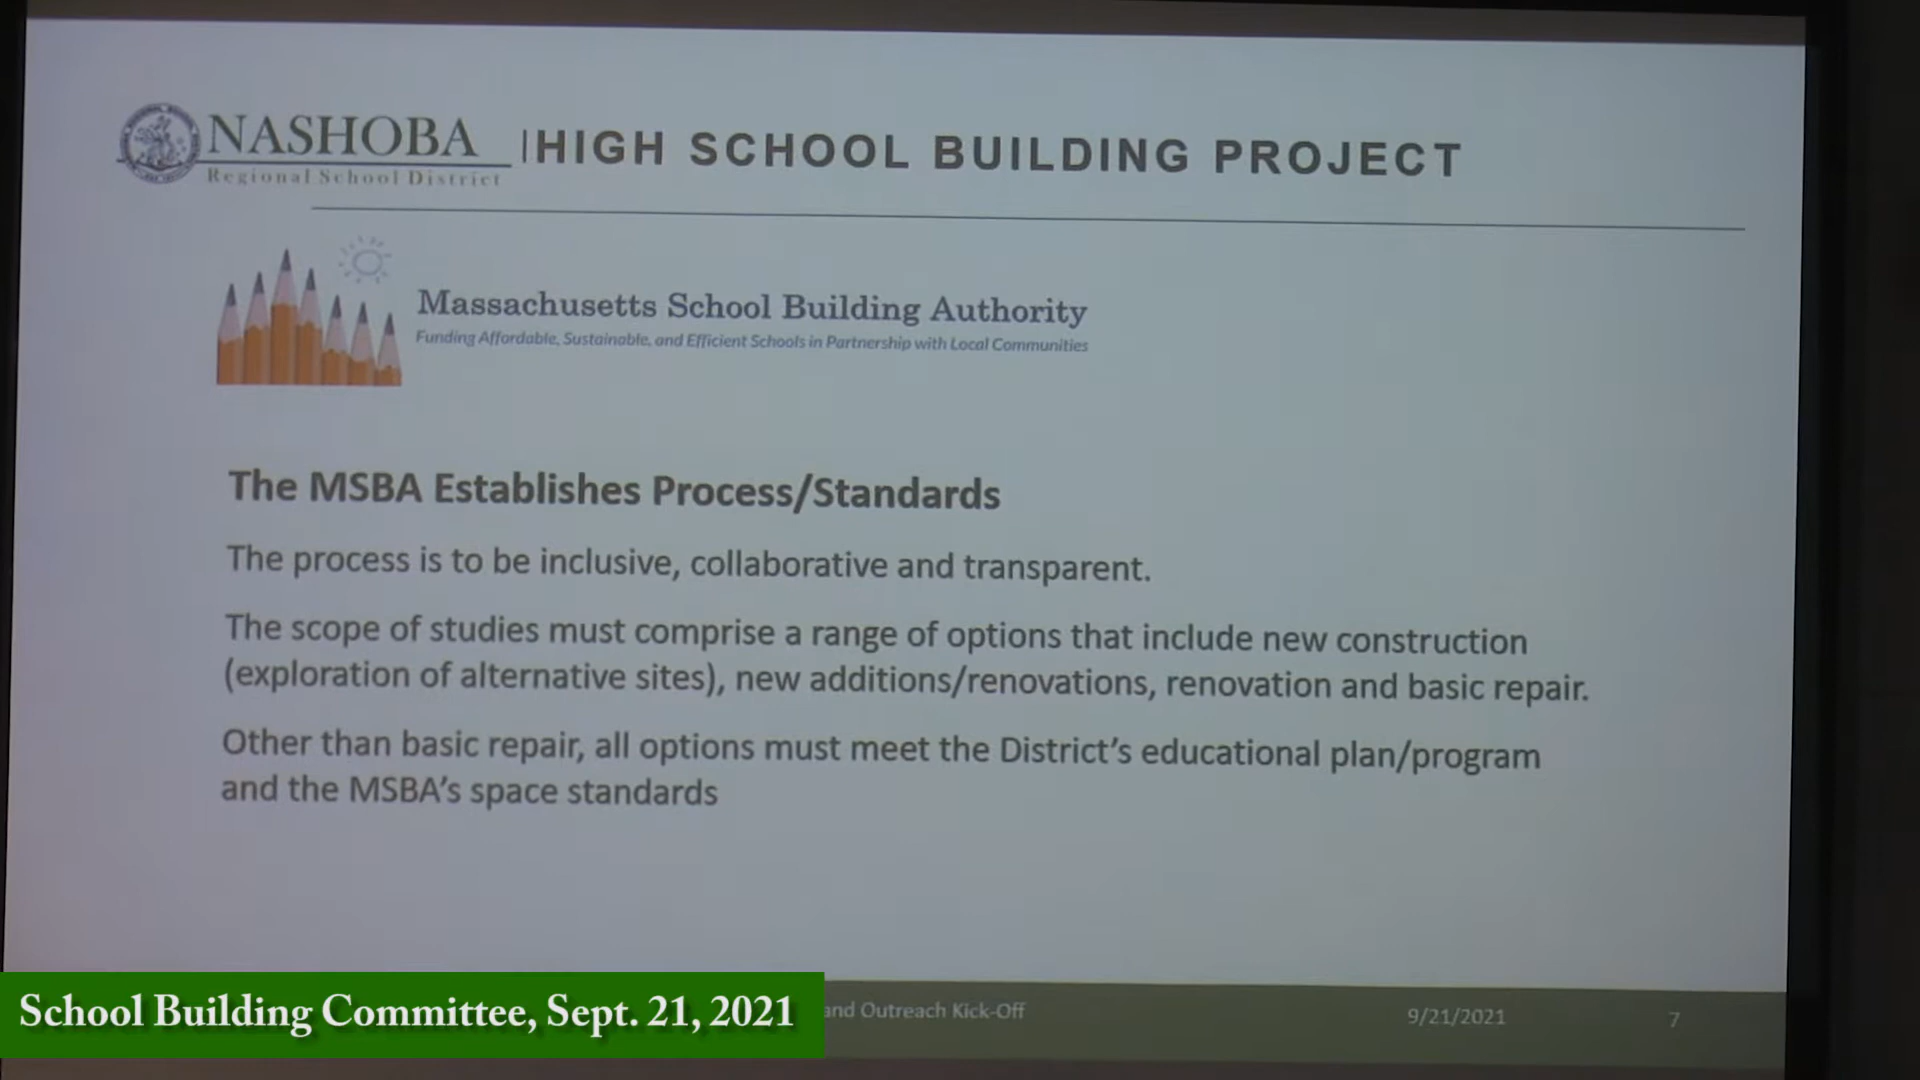 NASHOBA
Regional School District
HIGH SCHOOL BUILDING PROJECT
Massachusetts School Building Authority
Funding Affordable, Sustainable, and Efficient Schools in Partnership with Local Communities
The MSBA Establishes Process/Standards
The process is to be inclusive, collaborative and transparent.
The scope of studies must comprise a range of options that include new construction
(exploration of alternative sites), new additions/renovations, renovation and basic repair.
Other than basic repair, all options must meet the District's educational plan/program
and the MSBA's space standards
School Building Committee, Sept. 21, 2021
and Outreach Kick-Off
9/21/2021
7